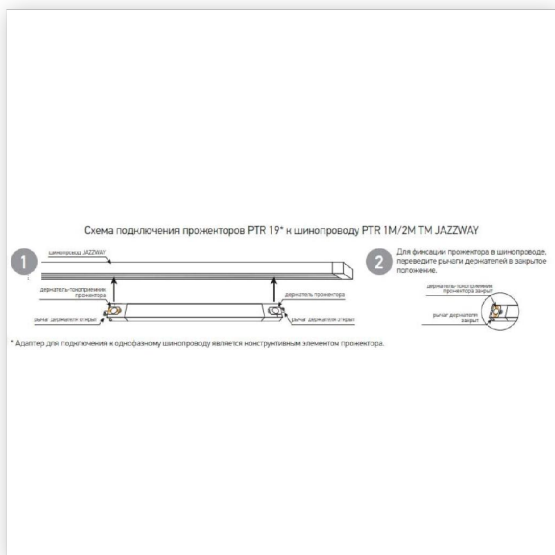 Схема подключения прожекторов PTR 19* к шинопроводу PTR 1M/2M TM JAZZWAY
1
шинопровод JAZZWAY
держатель-токоприемник
прожектора
держатель прожектора
рычаг держателя открыт
рычаг держателя открыт
2
Для фиксации прожектора в шинопроводе,
переведите рычаги держателей в закрытое
положение.
держатель-токоприемник
прожектора закрыт
рычаг держателя
закрыт
* Адаптер для подключения к однофазному шинопроводу является конструктивным элементом прожектора.